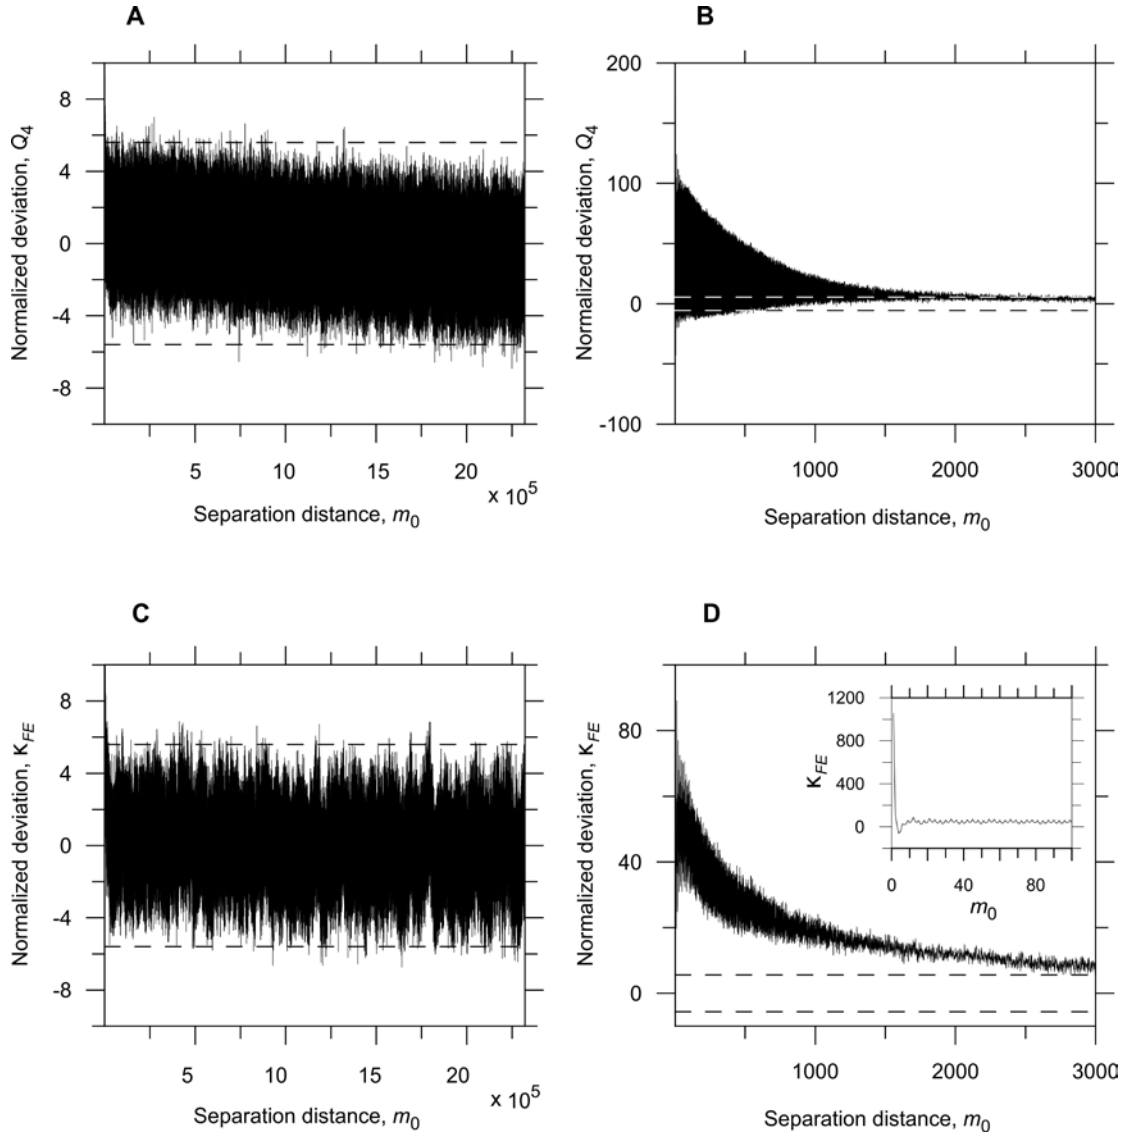 A
Normalized deviation, Q4
8
4
0
-4
-8
5 10 15 20
x 10^5
Separation distance, m0
B
Normalized deviation, Q4
200
100
0
-100
1000 2000 3000
Separation distance, m0
C
Normalized deviation, κFE
8
4
0
-4
-8
5 10 15 20
x 10^5
Separation distance, m0
D
Normalized deviation, κFE
80
40
0
1000 2000 3000
Separation distance, m0
κFE
1200
800
400
0
0 40 80
m0